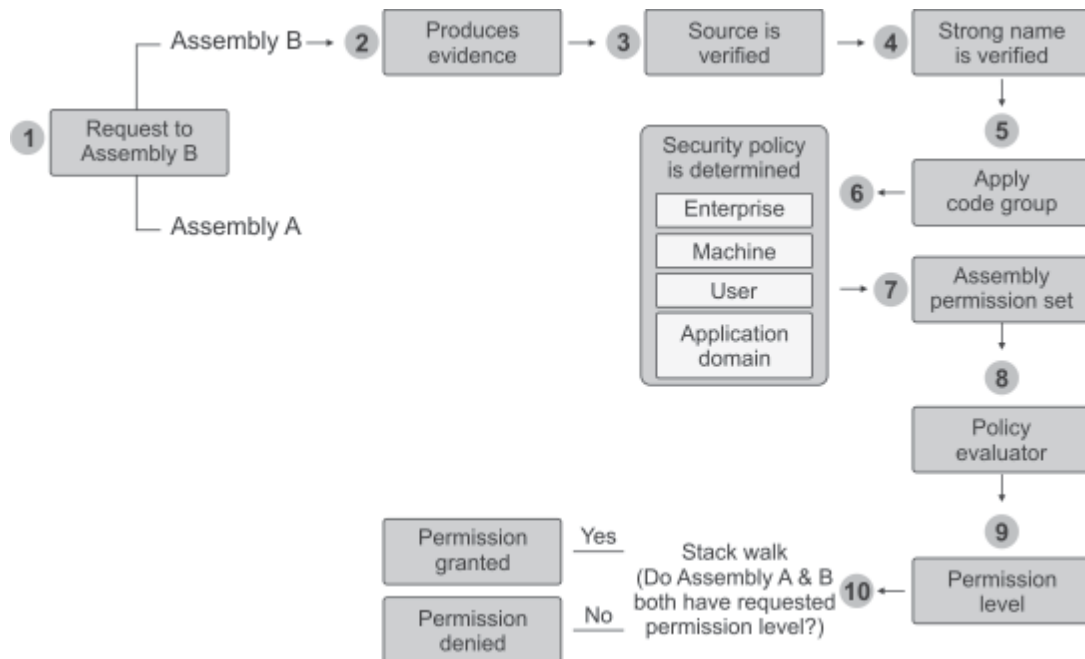 Assembly B
2
Produces
evidence
3
Source is
verified
4
Strong name
is verified
1
Request to
Assembly B
Assembly A
5
Apply
code group
6
Security policy
is determined
Enterprise
Machine
User
Application
domain
7
Assembly
permission set
8
Policy
evaluator
9
Permission
level
10
Stack walk
(Do Assembly A & B
both have requested
permission level?)
Yes
Permission
granted
No
Permission
denied